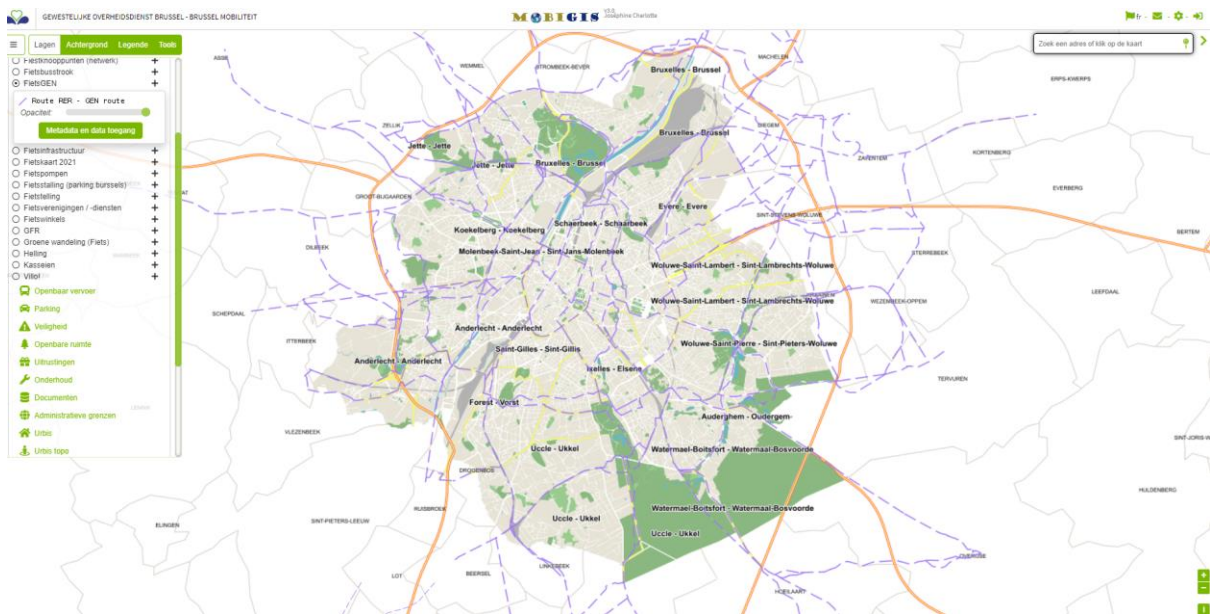 GEWESTELIJKE OVERHEIDSDIENST BRUSSEL - BRUSSEL MOBILITEIT
MOBIGIS
Joséphine Charlotte
fr
Lagen Achtergrond Legende Tools
Zoek een adres of klik op de kaart
Fietsknooppunten (netwerk) +
Fietsbusstrook +
FietsGEN +
Route RER - GEN route
Opaciteit:
Metadata en data toegang
Fietsinfrastructuur +
Fietskaart 2021 +
Fietspompen +
Fietsstalling (parking.burssels) +
Fietstelling +
Fietsverenigingen / -diensten +
Fietswinkels +
GFR +
Groene wandeling (Fiets) +
Helling +
Kasseien +
Villo! +
Openbaar vervoer
Parking
Veiligheid
Openbare ruimte
Uitrustingen
Onderhoud
Documenten
Administratieve grenzen
Urbis
Urbis topo
ASSE
WEMMEL
STROMBEEK-BEVER
MACHELEN
Bruxelles - Brussel
ERPS-KWERPS
ZELLIK
DIEGEM
Bruxelles - Brussel
Jette - Jette
Jette - Jette
Bruxelles - Brussel
ZAVENTEM
KORTENBERG
EVERBERG
GROOT-BIJGAARDEN
Evere - Evere
SINT-STEVENS-WOLUWE
Schaerbeek - Schaarbeek
Koekelberg - Koekelberg
BERTEM
DILBEEK
Molenbeek-Saint-Jean - Sint-Jans-Molenbeek
STERREBEEK
Woluwe-Saint-Lambert - Sint-Lambrechts-Woluwe
LEEFDAAL
Woluwe-Saint-Lambert - Sint-Lambrechts-Woluwe
WEZEMBEEK-OPPEM
SCHEPDAAL
Anderlecht - Anderlecht
ITTERBEEK
Woluwe-Saint-Pierre - Sint-Pieters-Woluwe
Saint-Gilles - Sint-Gillis
Anderlecht - Anderlecht
Ixelles - Elsene
TERVUREN
Forest - Vorst
Auderghem - Oudergem
VLEZENBEEK
SINT-JORIS-W
Uccle - Ukkel
Watermael-Boitsfort - Watermaal-Bosvoorde
DROGENBOS
HULDENBERG
RUISBROEK
Watermael-Boitsfort - Watermaal-Bosvoorde
SINT-PIETERS-LEEUW
Uccle - Ukkel
ELINGEN
Uccle - Ukkel
OVERIJSE
LINKEBEEK
BEERSEL
LOT
HOEILAART
+
−
i